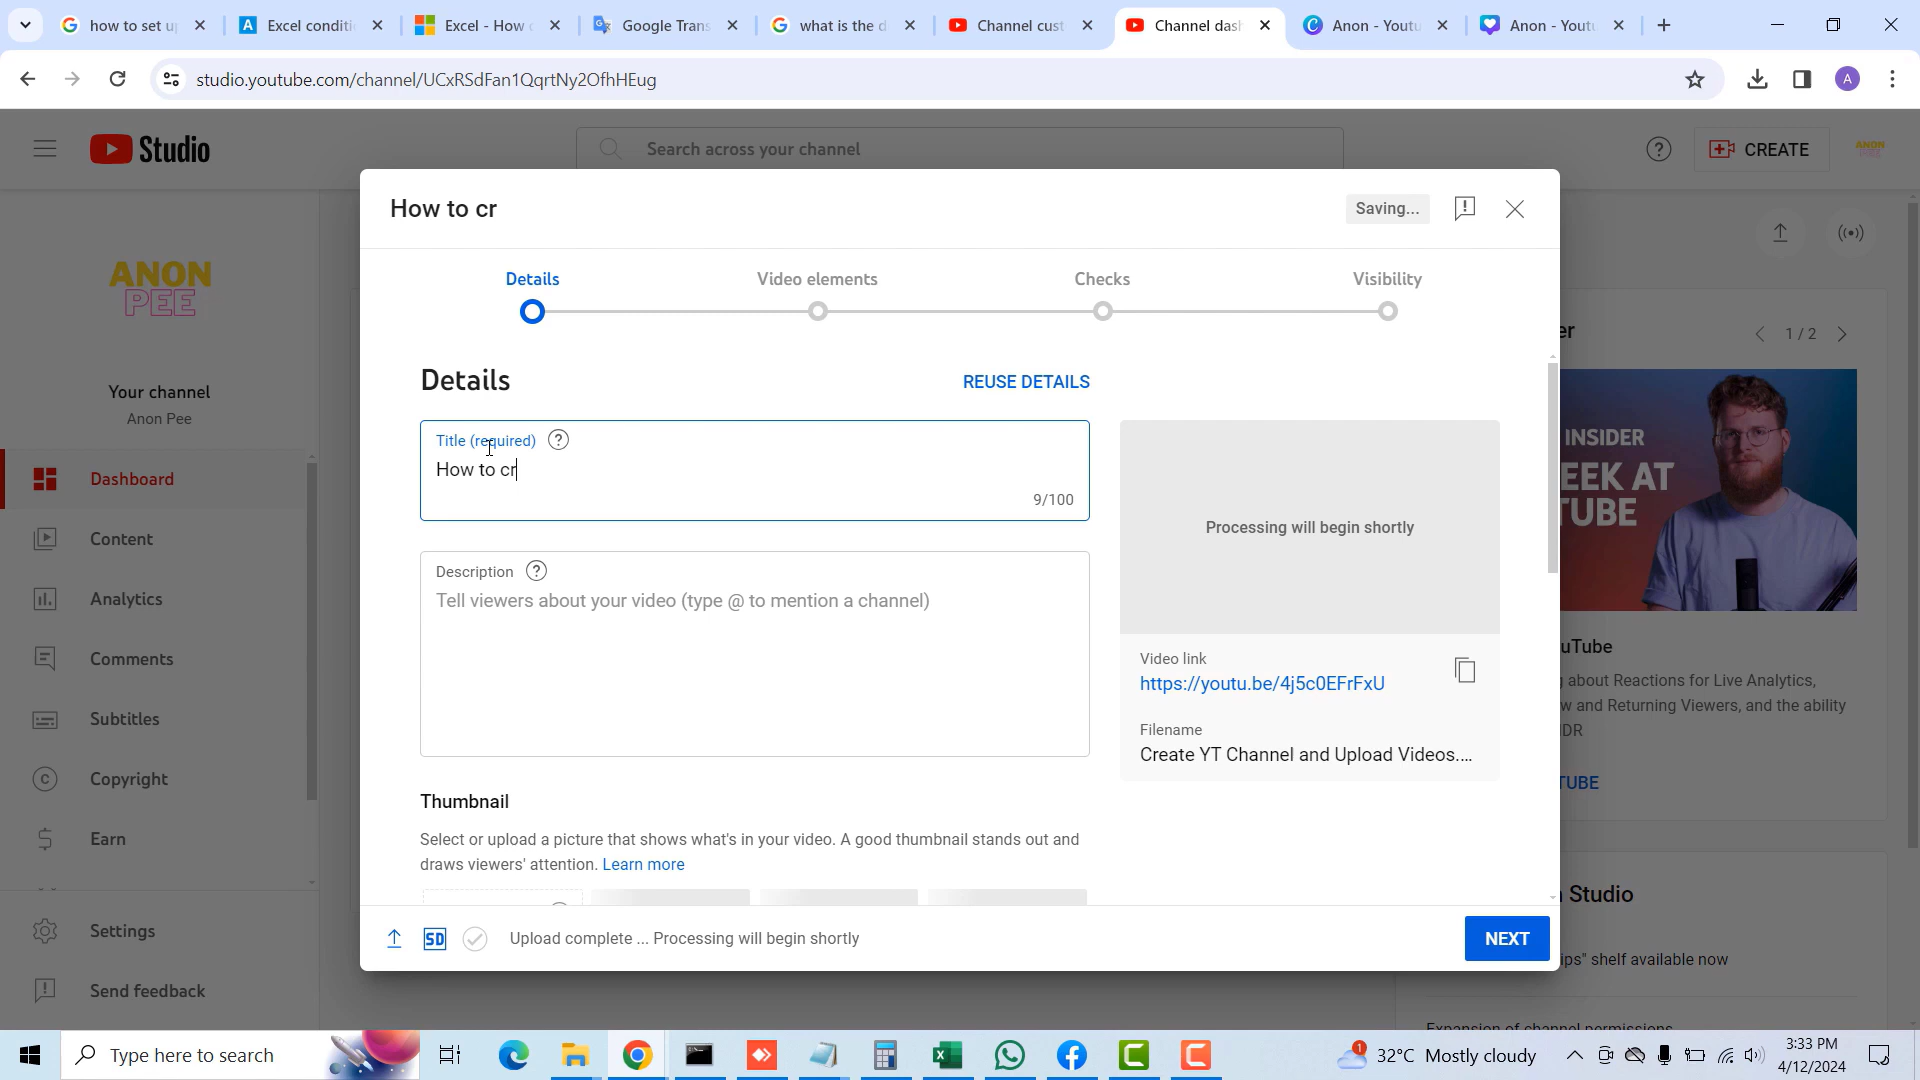 how to set u
Excel conditi
Excel - How
Google Trans
what is the d
Channel cust
Channel das
Anon - Youtu
Anon - Youtu
studio.youtube.com/channel/UCxRSdFan1QqrtNy2OfhHEug
A
Studio
Search across your channel
CREATE
ANON PEE
ANON
PEE
Your channel
Anon Pee
Dashboard
Content
Analytics
Comments
Subtitles
Copyright
Earn
Settings
Send feedback
How to cr
Saving...
Details
Video elements
Checks
Visibility
Details
REUSE DETAILS
Title (required)
How to cr
9/100
Description
Tell viewers about your video (type @ to mention a channel)
Thumbnail
Select or upload a picture that shows what's in your video. A good thumbnail stands out and
draws viewers' attention. Learn more
Processing will begin shortly
Video link
https://youtu.be/4j5c0EFrFxU
Filename
Create YT Channel and Upload Videos....
SD
Upload complete ... Processing will begin shortly
NEXT
er
1 / 2
INSIDER
EEK AT
TUBE
uTube
g about Reactions for Live Analytics,
w and Returning Viewers, and the ability
DR
TUBE
Studio
ips" shelf available now
Type here to search
1
32°C Mostly cloudy
3:33 PM
4/12/2024